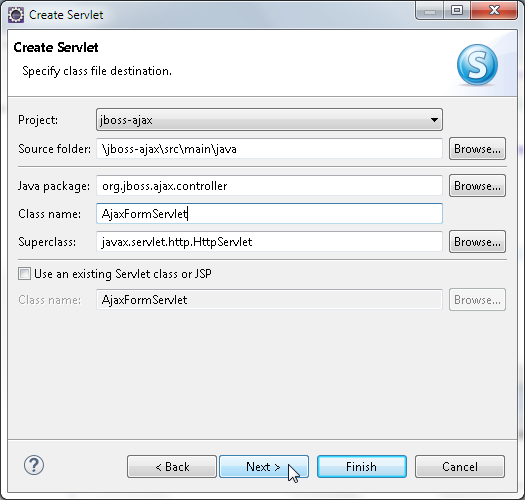 Create Servlet
Create Servlet
Specify class file destination.
S
Project: jboss-ajax
Source folder: \jboss-ajax\src\main\java Browse...
Java package: org.jboss.ajax.controller Browse...
Class name: AjaxFormServlet
Superclass: javax.servlet.http.HttpServlet Browse...
Use an existing Servlet class or JSP
Class name: AjaxFormServlet Browse...
? < Back Next > Finish Cancel